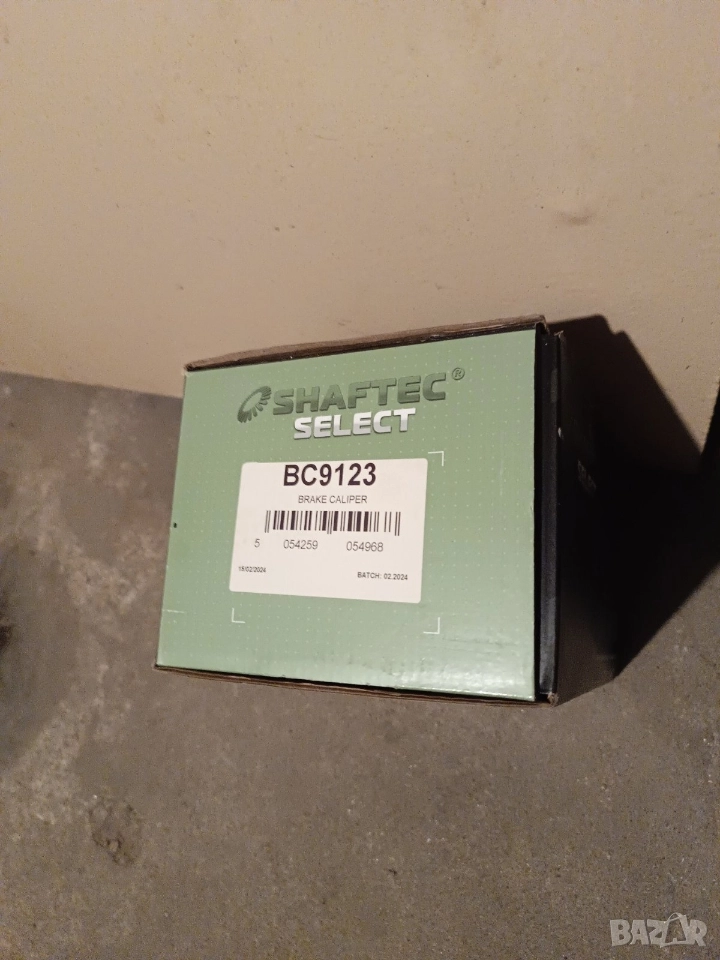 SHAFTEC®
SELECT
BC9123
BRAKE CALIPER
5 054259 054968
15/02/2024 BATCH: 02.2024
BAZAR